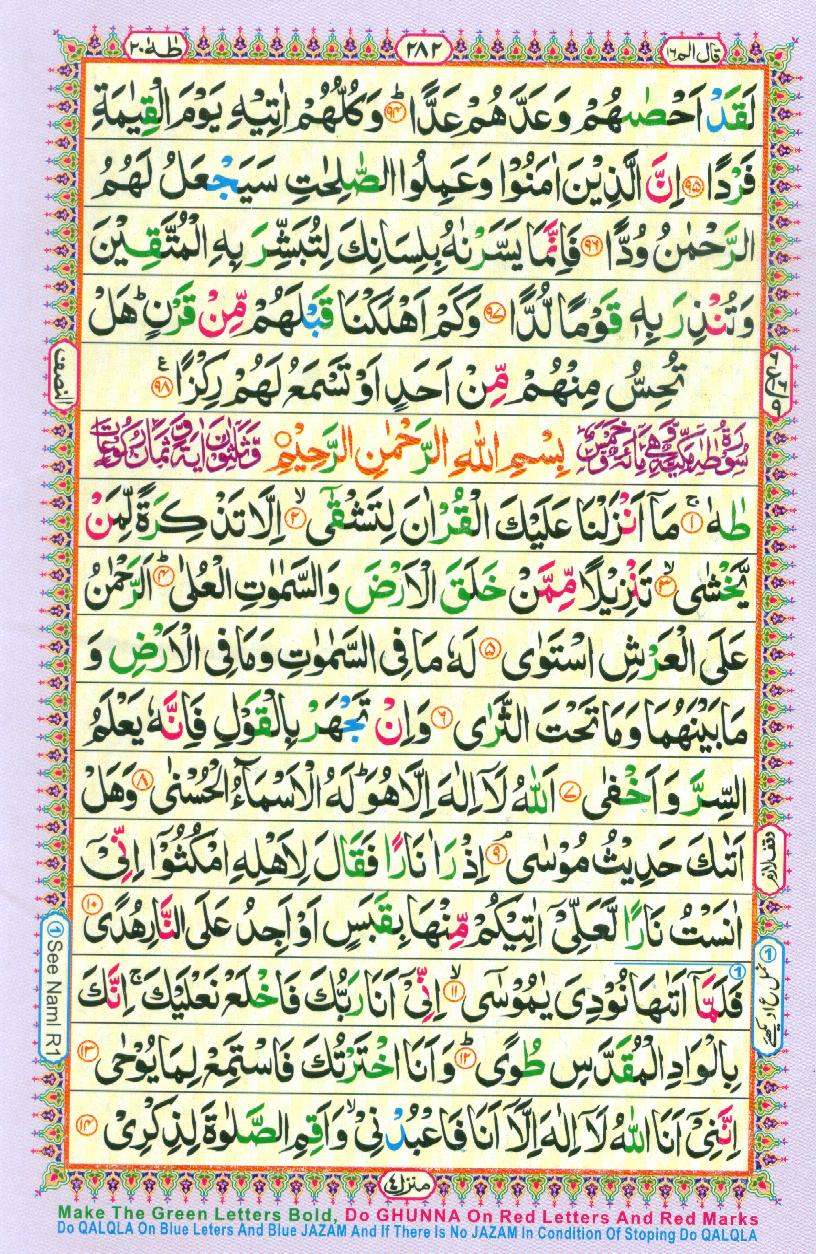 قال الم ١٦ ٢٨٢ طٰهٰ ٢٠
لَقَدْ اَحْصٰىهُمْ وَعَدَّهُمْ عَدًّا ؕ ٩٤ وَكُلُّهُمْ اٰتِيْهِ يَوْمَ الْقِيٰمَةِ
فَرْدًا ٩٥ اِنَّ الَّذِيْنَ اٰمَنُوْا وَعَمِلُوا الصّٰلِحٰتِ سَيَجْعَلُ لَهُمُ
الرَّحْمٰنُ وُدًّا ٩٦ فَاِنَّمَا يَسَّرْنٰهُ بِلِسَانِكَ لِتُبَشِّرَ بِهِ الْمُتَّقِيْنَ
وَتُنْذِرَ بِهٖ قَوْمًا لُّدًّا ٩٧ وَكَمْ اَهْلَكْنَا قَبْلَهُمْ مِّنْ قَرْنٍ ؕ هَلْ
تُحِسُّ مِنْهُمْ مِّنْ اَحَدٍ اَوْ تَسْمَعُ لَهُمْ رِكْزًا ٩٨
النصف
بِسْمِ اللّٰهِ الرَّحْمٰنِ الرَّحِيْمِ
طٰهٰ ۚ ١ مَاۤ اَنْزَلْنَا عَلَيْكَ الْقُرْاٰنَ لِتَشْقٰۤى ۙ ٢ اِلَّا تَذْكِرَةً لِّمَنْ
يَّخْشٰى ۙ ٣ تَنْزِيْلًا مِّمَّنْ خَلَقَ الْاَرْضَ وَالسَّمٰوٰتِ الْعُلٰى ؕ ٤ اَلرَّحْمٰنُ
عَلَى الْعَرْشِ اسْتَوٰى ٥ لَهٗ مَا فِى السَّمٰوٰتِ وَمَا فِى الْاَرْضِ وَ
مَا بَيْنَهُمَا وَمَا تَحْتَ الثَّرٰى ٦ وَاِنْ تَجْهَرْ بِالْقَوْلِ فَاِنَّهٗ يَعْلَمُ
السِّرَّ وَاَخْفٰى ٧ اَللّٰهُ لَاۤ اِلٰهَ اِلَّا هُوَ ؕ لَهُ الْاَسْمَآءُ الْحُسْنٰى ٨ وَهَلْ
اَتٰىكَ حَدِيْثُ مُوْسٰى ۘ ٩ اِذْ رَاٰ نَارًا فَقَالَ لِاَهْلِهِ امْكُثُوْۤا اِنِّىْۤ
وقف لازم
اٰنَسْتُ نَارًا لَّعَلِّىْۤ اٰتِيْكُمْ مِّنْهَا بِقَبَسٍ اَوْ اَجِدُ عَلَى النَّارِ هُدًى ١٠
فَلَمَّاۤ اَتٰىهَا نُوْدِىَ يٰمُوْسٰى ۙ ١١ اِنِّىْۤ اَنَا رَبُّكَ فَاخْلَعْ نَعْلَيْكَ ۚ اِنَّكَ
1 See Naml R1
بِالْوَادِ الْمُقَدَّسِ طُوًى ؕ ١٢ وَاَنَا اخْتَرْتُكَ فَاسْتَمِعْ لِمَا يُوْحٰى ١٣
اِنَّنِىْۤ اَنَا اللّٰهُ لَاۤ اِلٰهَ اِلَّاۤ اَنَا فَاعْبُدْنِىْ ۙ وَاَقِمِ الصَّلٰوةَ لِذِكْرِىْ ١٤
منزل ٤
Make The Green Letters Bold, Do GHUNNA On Red Letters And Red Marks
Do QALQLA On Blue Leters And Blue JAZAM And If There Is No JAZAM In Condition Of Stoping Do QALQLA